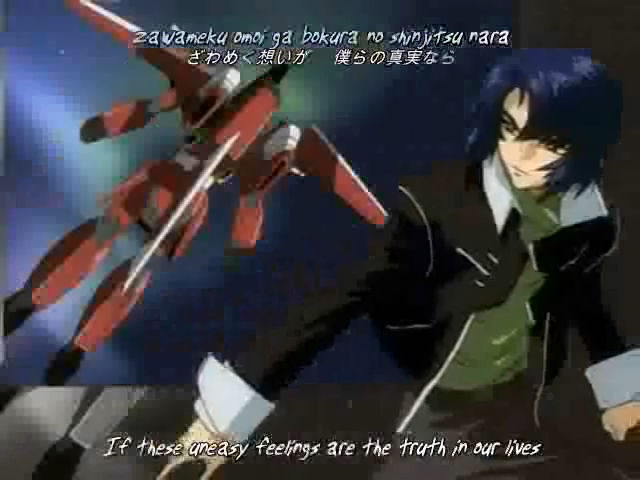 zawameku omoi ga bokura no shinjitsu nara
ざわめく想いが 僕らの真実なら
If these uneasy feelings are the truth in our lives